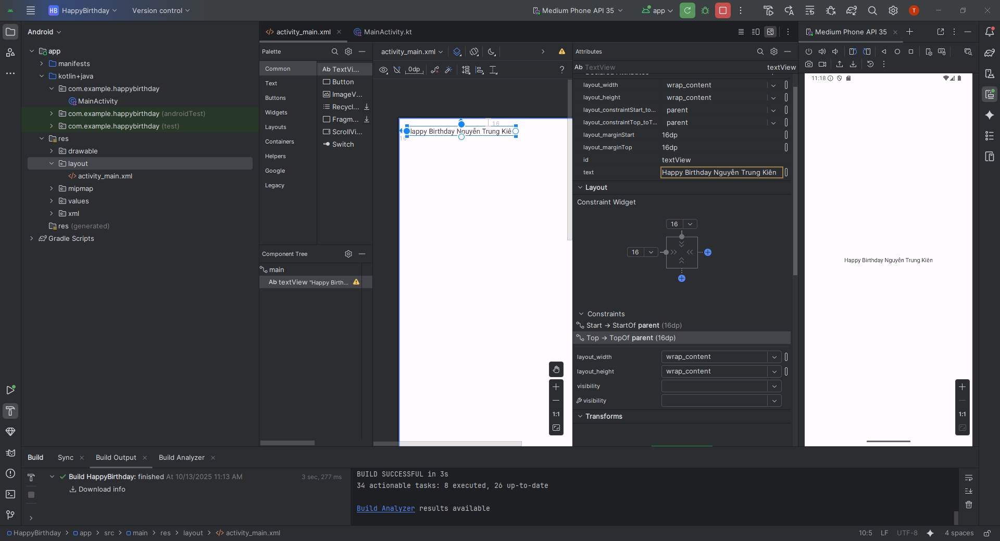 HB HappyBirthday
Version control
Medium Phone API 35
app
T
Android
app
manifests
kotlin+java
com.example.happybirthday
MainActivity
com.example.happybirthday (androidTest)
com.example.happybirthday (test)
res
drawable
layout
activity_main.xml
mipmap
values
xml
res (generated)
Gradle Scripts
activity_main.xml
MainActivity.kt
Palette
Common
Text
Buttons
Widgets
Layouts
Containers
Helpers
Google
Legacy
Ab TextVi...
Button
ImageV...
Recycl...
Fragm...
ScrollVi...
Switch
Component Tree
main
Ab textView "Happy Birth...
activity_main.xml
0dp
?
16
Happy Birthday Nguyễn Trung Kiê
16
1:1
Attributes
Ab TextView textView
Declared Attributes
layout_width wrap_content
layout_height wrap_content
layout_constraintStart_to... parent
layout_constraintTop_toT... parent
layout_marginStart 16dp
layout_marginTop 16dp
id textView
text Happy Birthday Nguyễn Trung Kiên
Layout
Constraint Widget
16
16
Constraints
Start → StartOf parent (16dp)
Top → TopOf parent (16dp)
layout_width wrap_content
layout_height wrap_content
visibility
visibility
Transforms
Medium Phone API 35
11:18
Happy Birthday Nguyễn Trung Kiên
1:1
Build Sync Build Output Build Analyzer
Build HappyBirthday: finished At 10/13/2025 11:13 AM 3 sec, 277 ms
Download info
BUILD SUCCESSFUL in 3s
34 actionable tasks: 8 executed, 26 up-to-date
Build Analyzer results available
HappyBirthday > app > src > main > res > layout > activity_main.xml
10:5 LF UTF-8 4 spaces